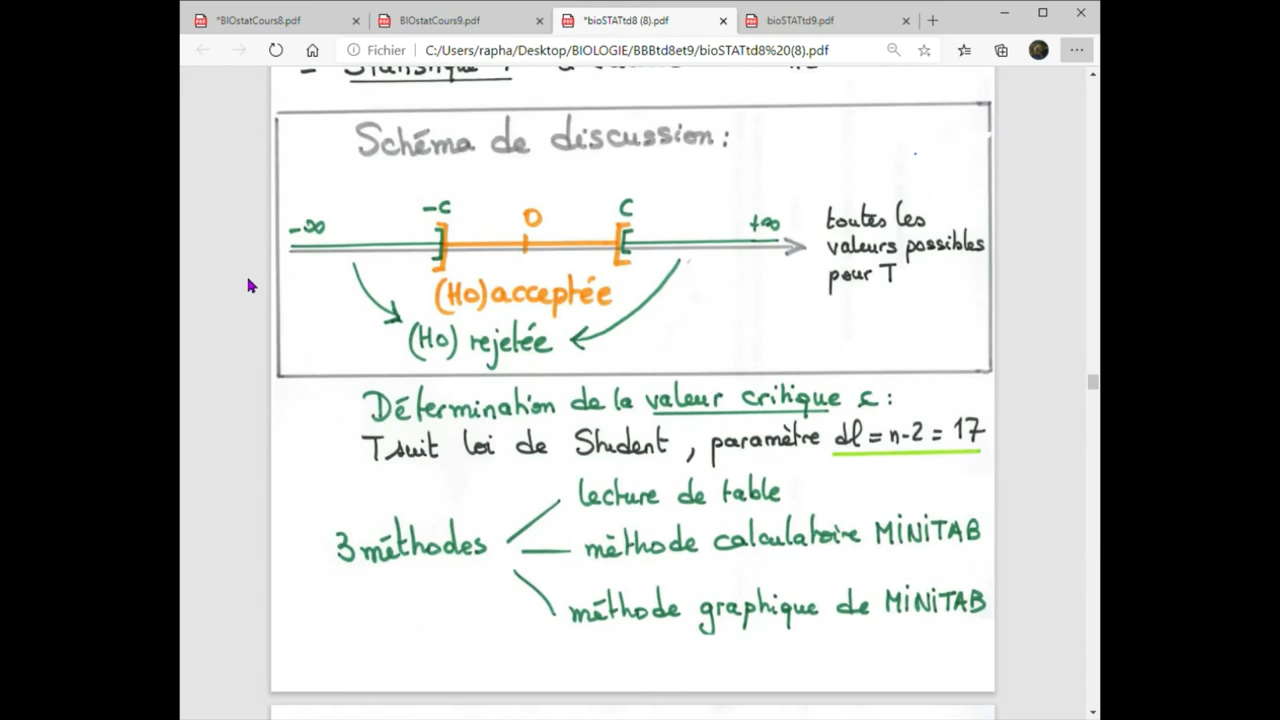 *BIOstatCours8.pdf
BIOstatCours9.pdf
*bioSTATtd8 (8).pdf
bioSTATtd9.pdf
Fichier
C:/Users/rapha/Desktop/BIOLOGIE/BBBtd8et9/bioSTATtd8%20(8).pdf
Schéma de discussion :
-∞ -c 0 c +∞
toutes les
valeurs possibles
pour T
(H0) acceptée
(H0) rejetée
Détermination de la valeur critique c :
T suit loi de Student, paramètre dl = n-2 = 17
lecture de table
3 méthodes
méthode calculatoire MINITAB
méthode graphique de MINITAB